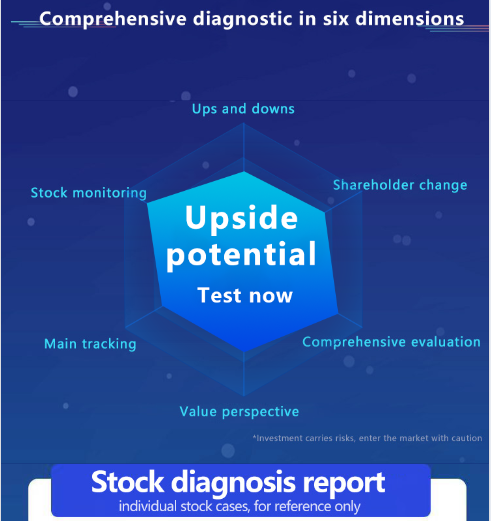 Comprehensive diagnostic in six dimensions
Ups and downs
Stock monitoring
Shareholder change
Upside
potential
Test now
Main tracking
Comprehensive evaluation
Value perspective
*Investment carries risks, enter the market with caution
Stock diagnosis report
individual stock cases, for reference only